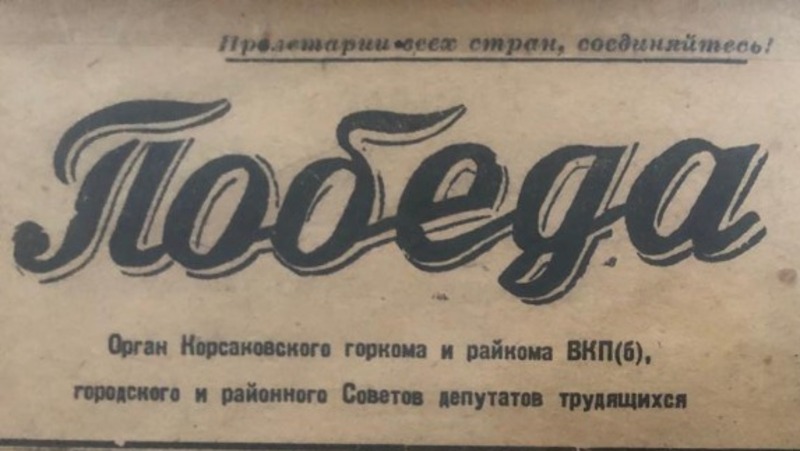 Пролетарии всех стран, соединяйтесь!
Победа
Орган Корсаковского горкома и райкома ВКП(б),
городского и районного Советов депутатов трудящихся